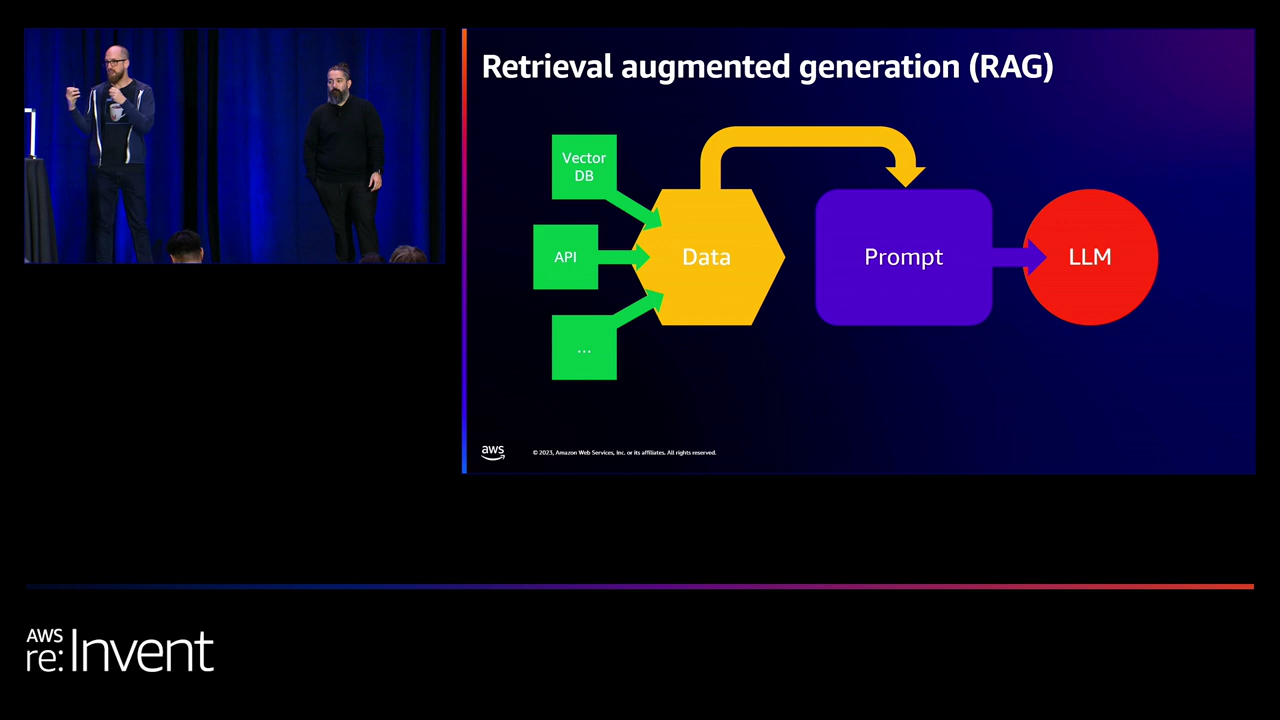 Retrieval augmented generation (RAG)
Vector
DB
API
...
Data
Prompt
LLM
aws
© 2023, Amazon Web Services, Inc. or its affiliates. All rights reserved.
AWS
re:Invent